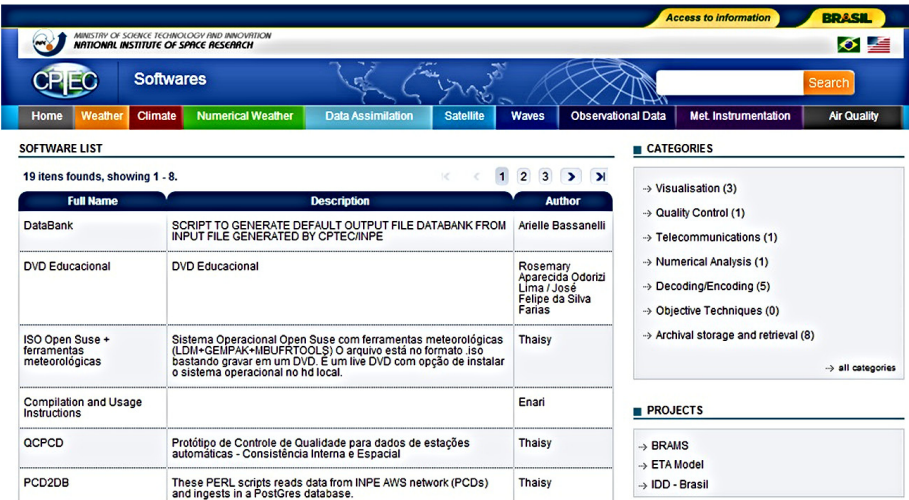 Access to information
BRASIL
MINISTRY OF SCIENCE TECHNOLOGY AND INNOVATION
NATIONAL INSTITUTE OF SPACE RESEARCH
CPTEC
Softwares
Search
Home Weather Climate Numerical Weather Data Assimilation Satellite Waves Observational Data Met. Instrumentation Air Quality
SOFTWARE LIST
19 itens founds, showing 1 - 8.
1 2 3
Full Name Description Author
DataBank
SCRIPT TO GENERATE DEFAULT OUTPUT FILE DATABANK FROM
INPUT FILE GENERATED BY CPTEC/INPE
Arielle Bassanelli
DVD Educacional
DVD Educacional
Rosemary
Aparecida Odorizi
Lima / José
Felipe da Silva
Farias
ISO Open Suse +
ferramentas
meteorológicas
Sistema Operacional Open Suse com ferramentas meteorológicas
(LDM+GEMPAK+MBUFRTOOLS) O arquivo está no formato .iso
bastando gravar em um DVD. É um live DVD com opção de instalar
o sistema operacional no hd local.
Thaisy
Compilation and Usage
Instructions
Enari
QCPCD
Protótipo de Controle de Qualidade para dados de estações
automáticas - Consistência Interna e Espacial
Thaisy
PCD2DB
These PERL scripts reads data from INPE AWS network (PCDs)
and ingests in a PostGres database.
Thaisy
CATEGORIES
Visualisation (3)
Quality Control (1)
Telecommunications (1)
Numerical Analysis (1)
Decoding/Encoding (5)
Objective Techniques (0)
Archival storage and retrieval (8)
all categories
PROJECTS
BRAMS
ETA Model
IDD - Brasil